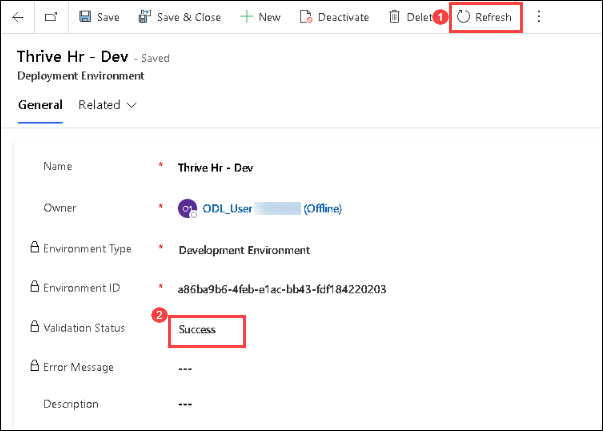 Save Save & Close New Deactivate Delet 1 Refresh
Thrive Hr - Dev - Saved
Deployment Environment
General Related
Name * Thrive Hr - Dev
Owner * O1 ODL_User (Offline)
Environment Type * Development Environment
Environment ID * a86ba9b6-4feb-e1ac-bb43-fdf184220203
2
Validation Status Success
Error Message ---
Description ---